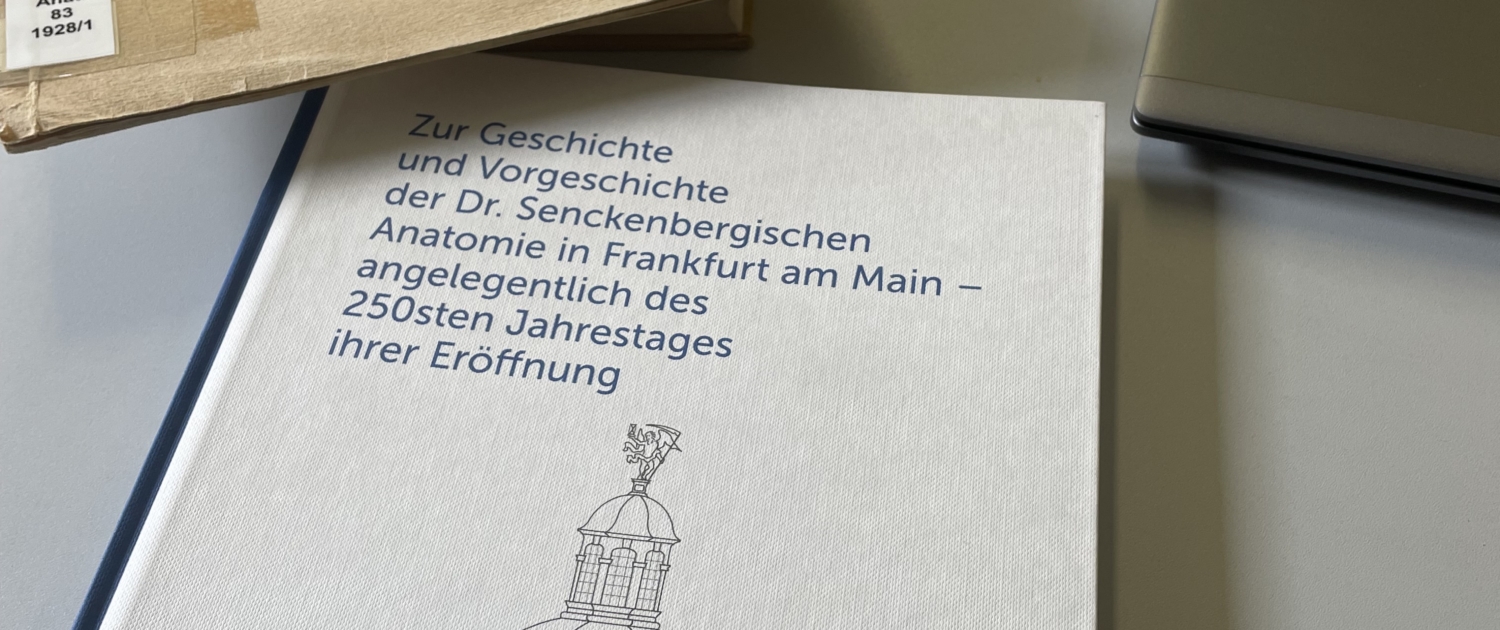 83
1928/1
Zur Geschichte
und Vorgeschichte
der Dr. Senckenbergischen
Anatomie in Frankfurt am Main –
angelegentlich des
250sten Jahrestages
ihrer Eröffnung